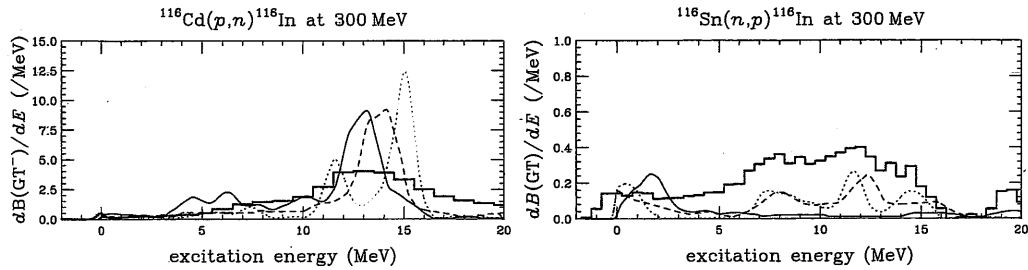 ¹¹⁶Cd(p,n)¹¹⁶In at 300 MeV
15.0
12.5
10.0
7.5
5.0
2.5
0.0
dB(GT⁻)/dE (/MeV)
0 5 10 15 20
excitation energy (MeV)
¹¹⁶Sn(n,p)¹¹⁶In at 300 MeV
1.0
0.8
0.6
0.4
0.2
0.0
dB(GT)/dE (/MeV)
0 5 10 15 20
excitation energy (MeV)